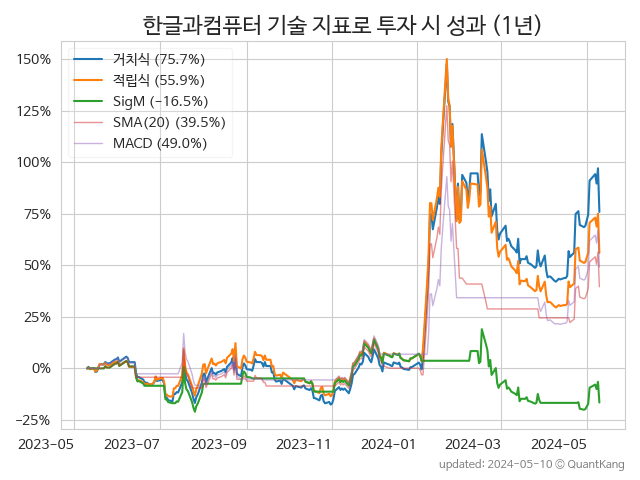 한글과컴퓨터 기술 지표로 투자 시 성과 (1년)
150%
125%
100%
75%
50%
25%
0%
−25%
거치식 (75.7%)
적립식 (55.9%)
SigM (-16.5%)
SMA(20) (39.5%)
MACD (49.0%)
2023-05 2023-07 2023-09 2023-11 2024-01 2024-03 2024-05
updated: 2024-05-10 © QuantKang